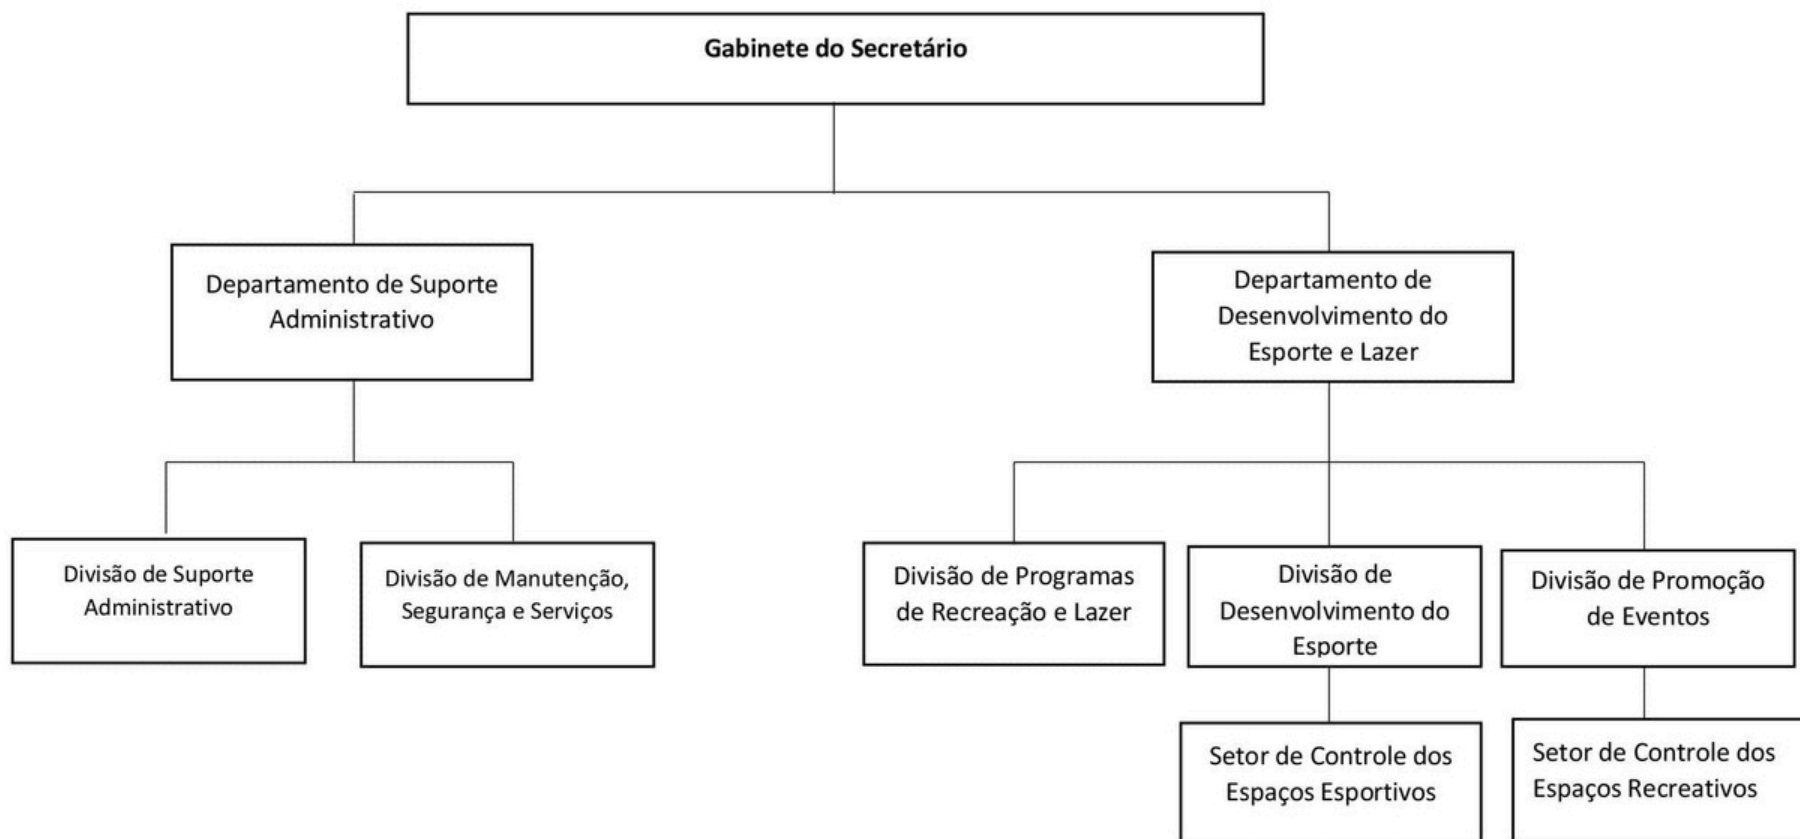 Gabinete do Secretário
Departamento de Suporte
Administrativo
Departamento de
Desenvolvimento do
Esporte e Lazer
Divisão de Suporte
Administrativo
Divisão de Manutenção,
Segurança e Serviços
Divisão de Programas
de Recreação e Lazer
Divisão de
Desenvolvimento do
Esporte
Divisão de Promoção
de Eventos
Setor de Controle dos
Espaços Esportivos
Setor de Controle dos
Espaços Recreativos